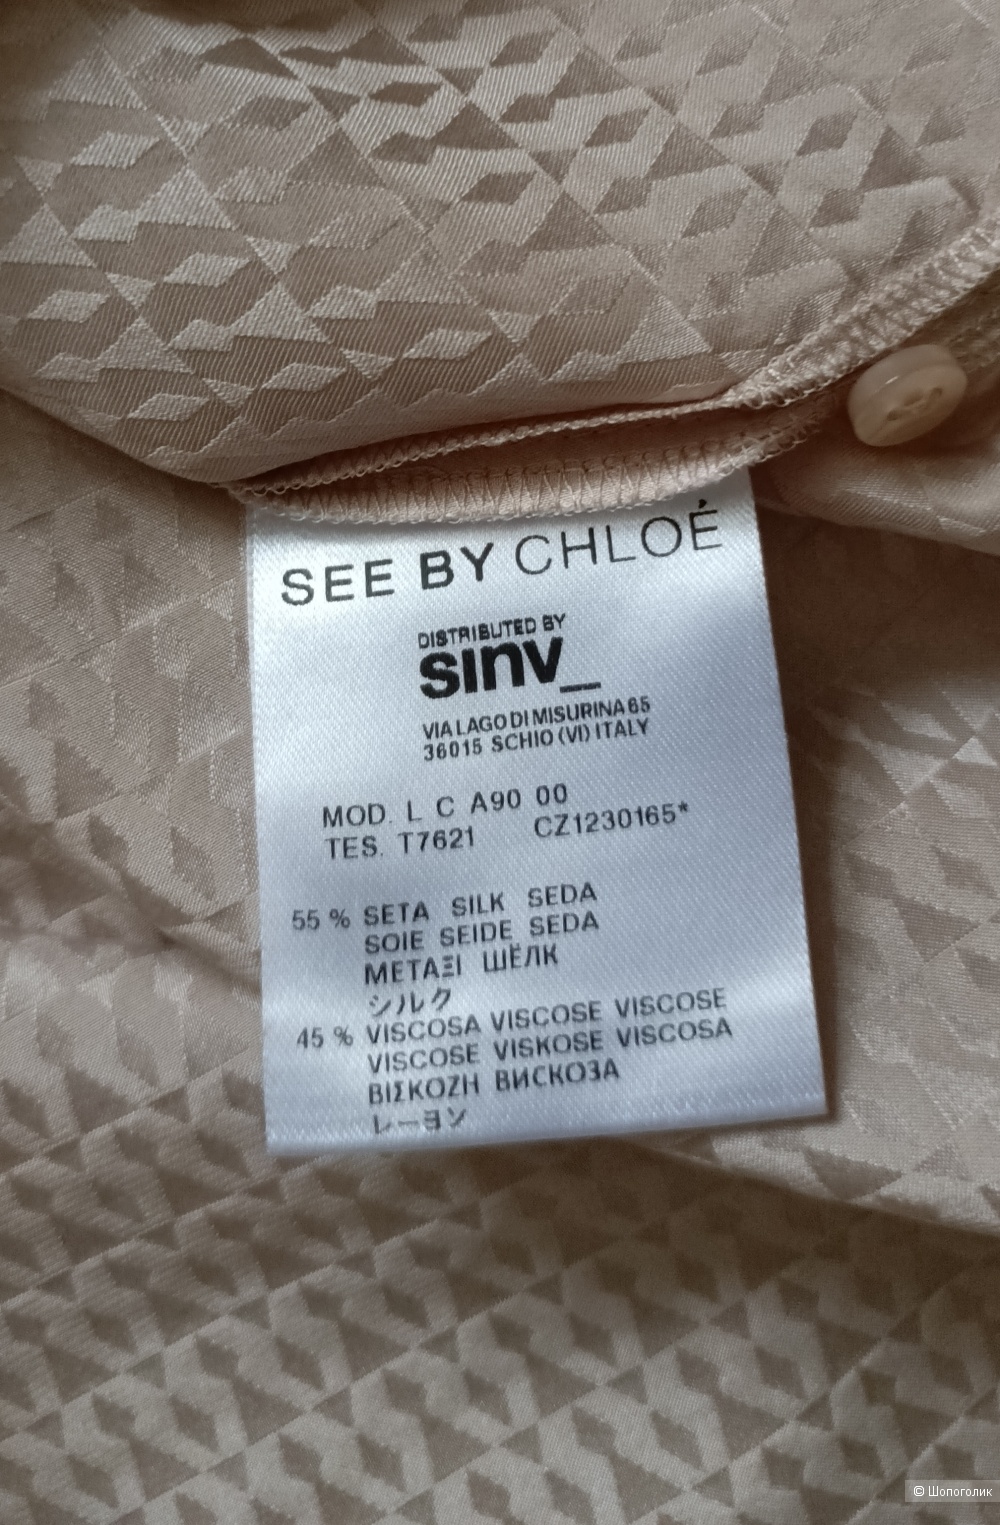 SEE BY CHLOÉ
DISTRIBUTED BY
sinv_
VIA LAGO DI MISURINA 65
36015 SCHIO (VI) ITALY
MOD. L C A90 00
TES. T7621 CZ1230165*
55 % SETA SILK SEDA
SOIE SEIDE SEDA
ΜΕΤΑΞΙ ШЁЛК
シルク
45 % VISCOSA VISCOSE VISCOSE
VISCOSE VISKOSE VISCOSA
ΒΙΣΚΟΖΗ ВИСКОЗА
レーヨン
© Шопоголик